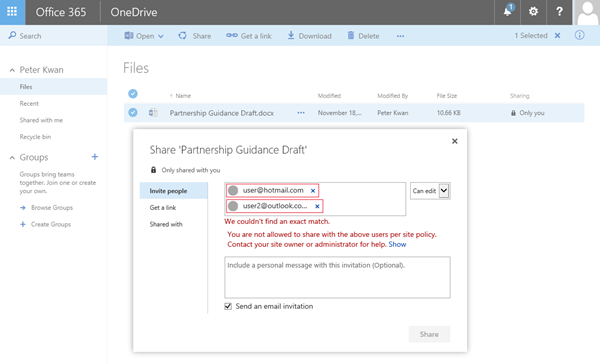 Office 365
OneDrive
1
?
Search
Open
Share
Get a link
Download
Delete
•••
1 Selected
Peter Kwan
Files
Recent
Shared with me
Recycle bin
Groups
Groups bring teams
together. Join one or create
your own.
Browse Groups
Create Groups
Files
Name
Modified
Modified By
File Size
Sharing
Partnership Guidance Draft.docx
•••
November 18,...
Peter Kwan
10.66 KB
Only you
Share 'Partnership Guidance Draft'
Only shared with you
Invite people
Get a link
Shared with
user@hotmail.com x
user2@outlook.co... x
Can edit
We couldn't find an exact match.
You are not allowed to share with the above users per site policy.
Contact your site owner or administrator for help. Show
Include a personal message with this invitation (Optional).
Send an email invitation
Share